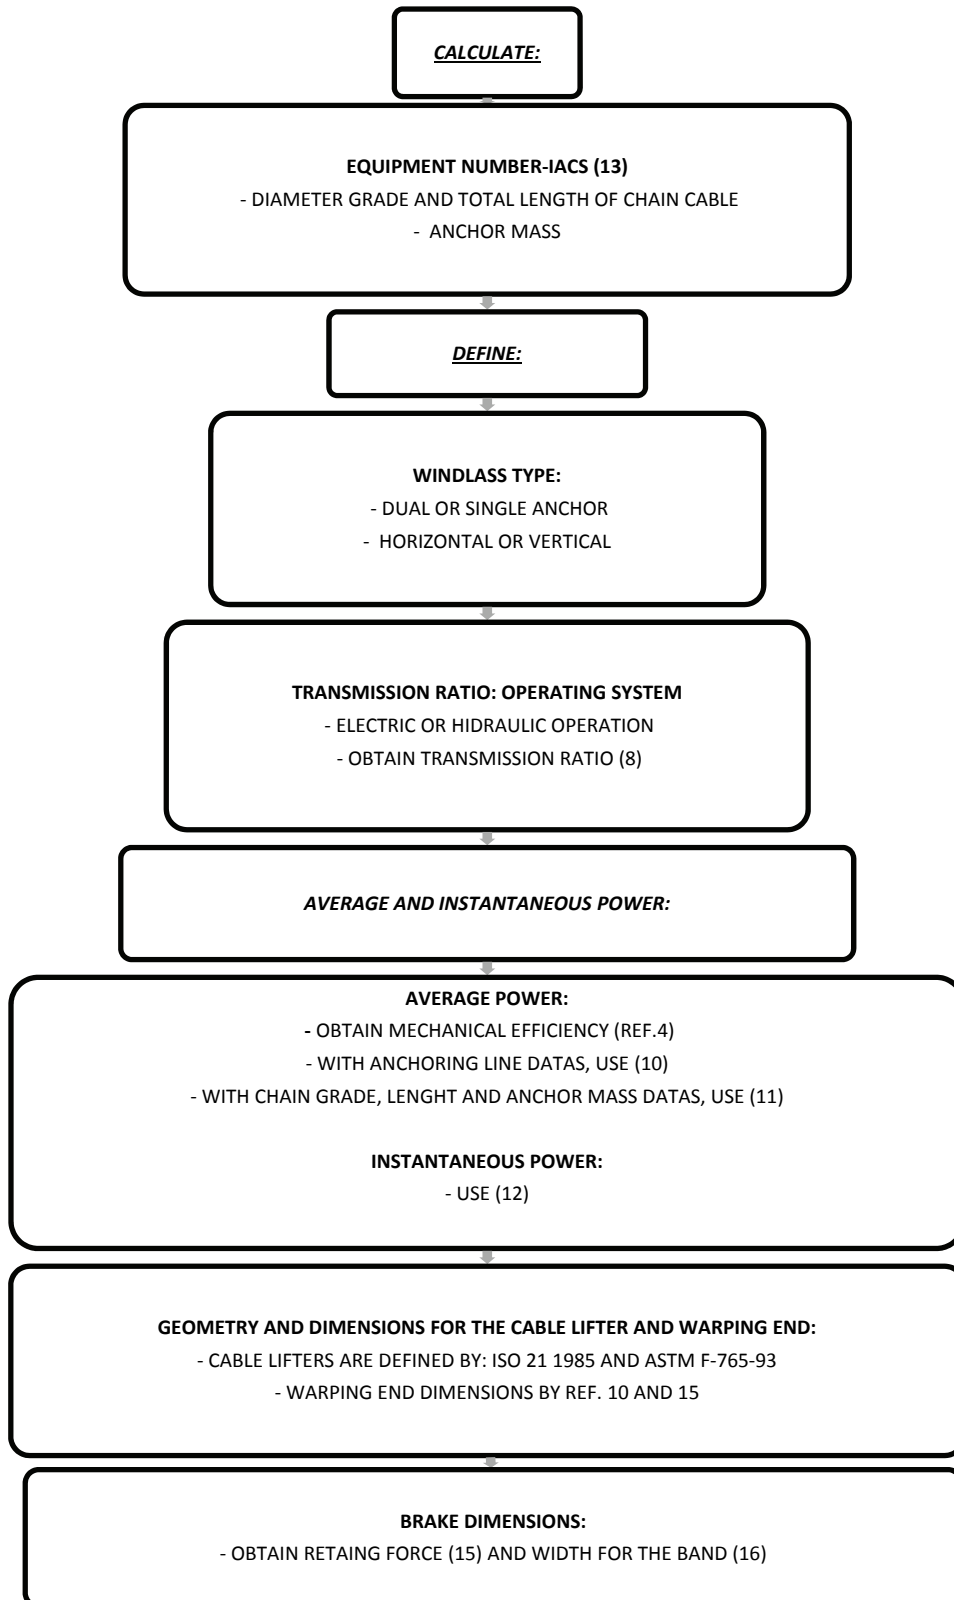 CALCULATE:
EQUIPMENT NUMBER-IACS (13)
- DIAMETER GRADE AND TOTAL LENGTH OF CHAIN CABLE
- ANCHOR MASS
DEFINE:
WINDLASS TYPE:
- DUAL OR SINGLE ANCHOR
- HORIZONTAL OR VERTICAL
TRANSMISSION RATIO: OPERATING SYSTEM
- ELECTRIC OR HIDRAULIC OPERATION
- OBTAIN TRANSMISSION RATIO (8)
AVERAGE AND INSTANTANEOUS POWER:
AVERAGE POWER:
- OBTAIN MECHANICAL EFFICIENCY (REF.4)
- WITH ANCHORING LINE DATAS, USE (10)
- WITH CHAIN GRADE, LENGHT AND ANCHOR MASS DATAS, USE (11)
INSTANTANEOUS POWER:
- USE (12)
GEOMETRY AND DIMENSIONS FOR THE CABLE LIFTER AND WARPING END:
- CABLE LIFTERS ARE DEFINED BY: ISO 21 1985 AND ASTM F-765-93
- WARPING END DIMENSIONS BY REF. 10 AND 15
BRAKE DIMENSIONS:
- OBTAIN RETAING FORCE (15) AND WIDTH FOR THE BAND (16)